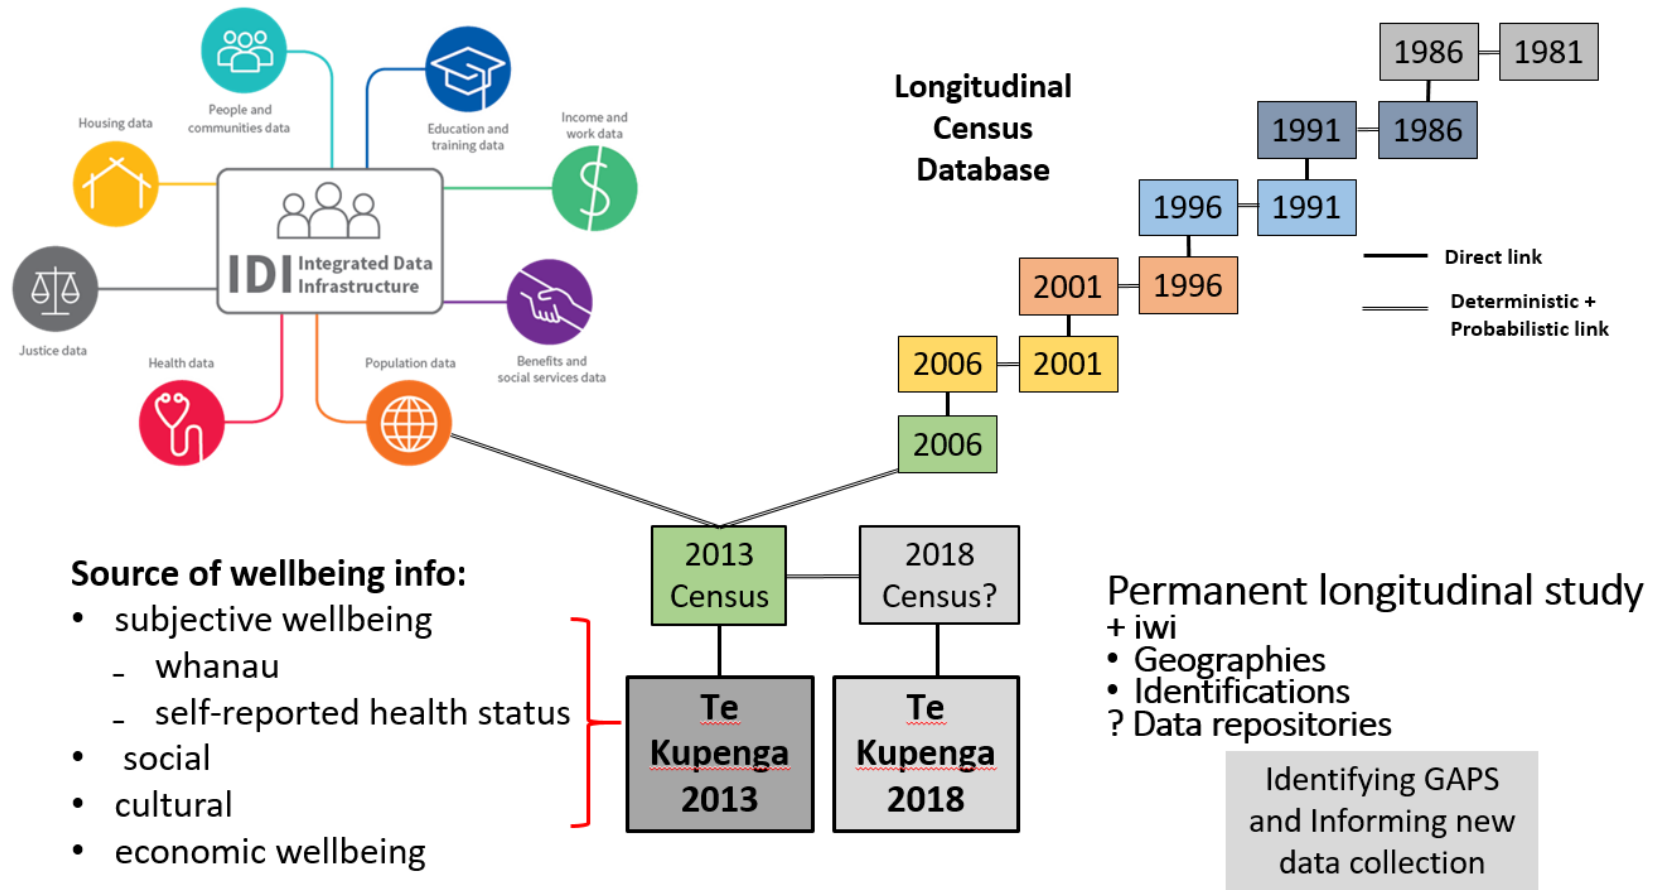 People and
communities data
Education and
training data
Housing data
Income and
work data
IDI
Integrated Data
Infrastructure
Justice data
Benefits and
social services data
Health data
Population data
Longitudinal
Census
Database
1986
1981
1991
1986
1996
1991
2001
1996
2006
2001
2006
Direct link
Deterministic +
Probabilistic link
2013
Census
2018
Census?
Te
Kupenga
2013
Te
Kupenga
2018
Source of wellbeing info:
• subjective wellbeing
- whanau
- self-reported health status
• social
• cultural
• economic wellbeing
Permanent longitudinal study
+ iwi
• Geographies
• Identifications
? Data repositories
Identifying GAPS
and Informing new
data collection